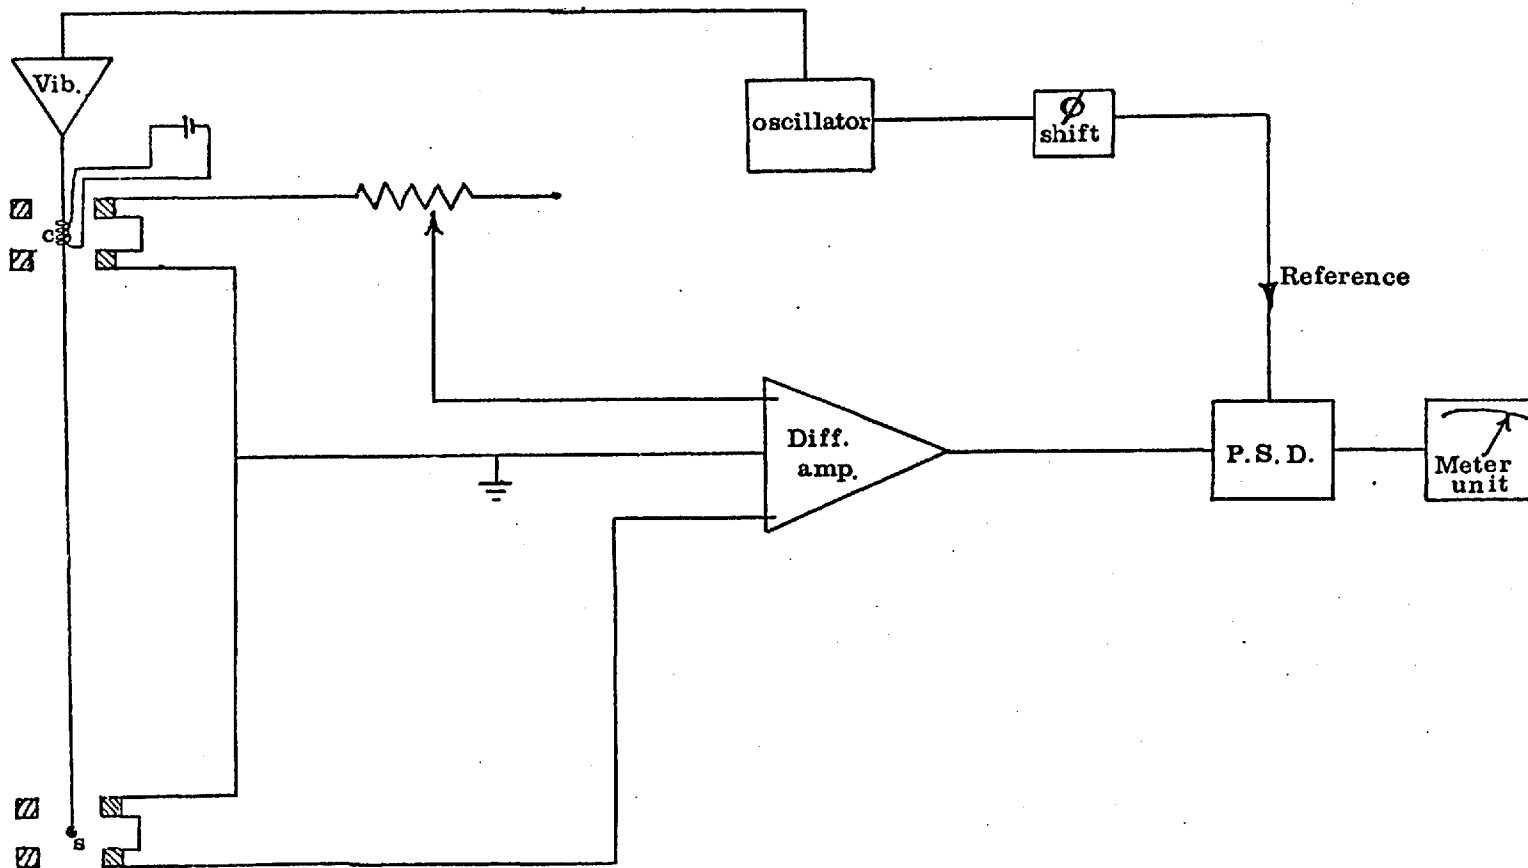 Vib.
oscillator
ø
shift
c
Reference
Diff.
amp.
P.S.D.
Meter
unit
s